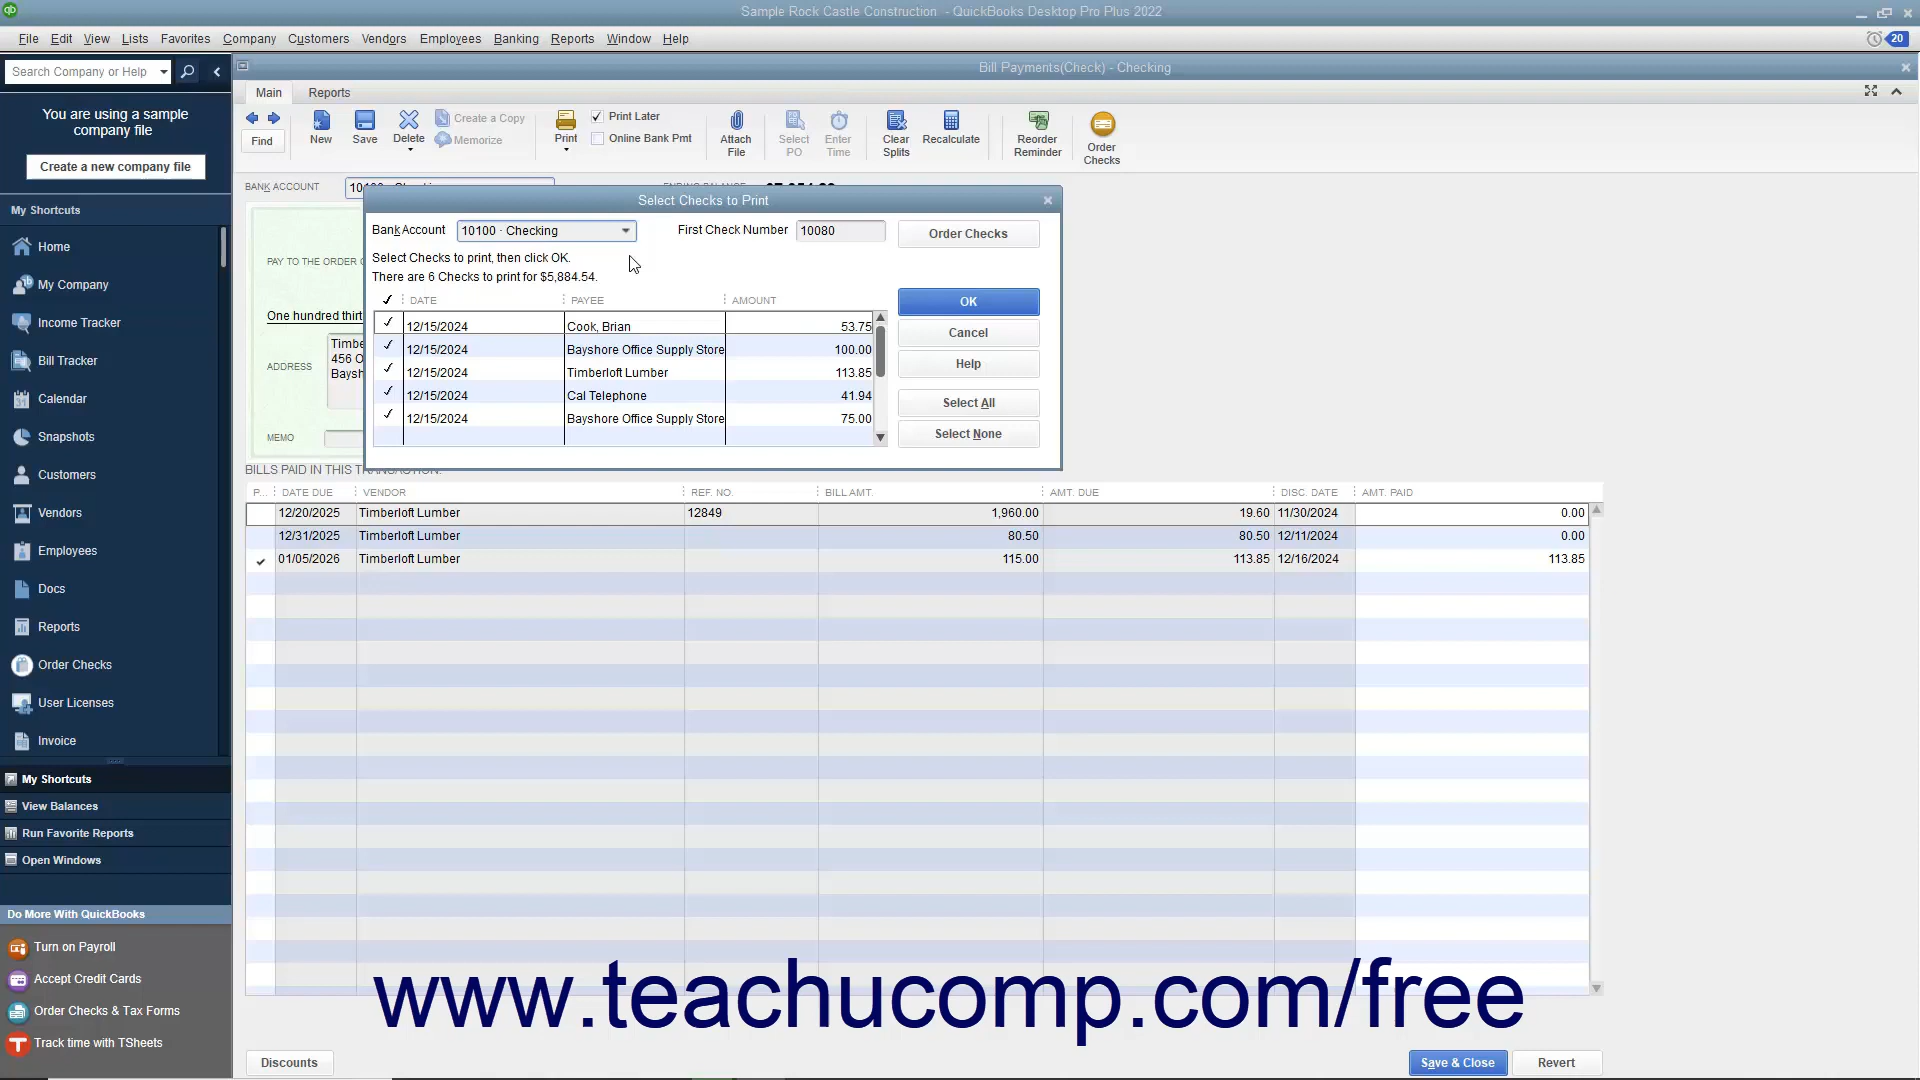 Sample Rock Castle Construction - QuickBooks Desktop Pro Plus 2022
File Edit View Lists Favorites Company Customers Vendors Employees Banking Reports Window Help
20
Search Company or Help
Bill Payments(Check) - Checking
You are using a sample
company file
Create a new company file
My Shortcuts
Home
My Company
Income Tracker
Bill Tracker
Calendar
Snapshots
Customers
Vendors
Employees
Docs
Reports
Order Checks
User Licenses
Invoice
My Shortcuts
View Balances
Run Favorite Reports
Open Windows
Do More With QuickBooks
Turn on Payroll
Accept Credit Cards
Order Checks & Tax Forms
Track time with TSheets
Main Reports
Find
New
Save
Delete
Create a Copy
Memorize
Print
Print Later
Online Bank Pmt
Attach
File
Select
PO
Enter
Time
Clear
Splits
Recalculate
Reorder
Reminder
Order
Checks
BANK ACCOUNT
PAY TO THE ORDER
One hundred thirt
ADDRESS
Timbe
456 O
Baysh
MEMO
Select Checks to Print
Bank Account 10100 · Checking First Check Number 10080 Order Checks
Select Checks to print, then click OK.
There are 6 Checks to print for $5,884.54.
✓ DATE PAYEE AMOUNT
✓ 12/15/2024 Cook, Brian 53.75
✓ 12/15/2024 Bayshore Office Supply Store 100.00
✓ 12/15/2024 Timberloft Lumber 113.85
✓ 12/15/2024 Cal Telephone 41.94
✓ 12/15/2024 Bayshore Office Supply Store 75.00
OK
Cancel
Help
Select All
Select None
BILLS PAID IN THIS TRANSACTION:
P... DATE DUE VENDOR REF. NO. BILL AMT. AMT. DUE DISC. DATE AMT. PAID
12/20/2025 Timberloft Lumber 12849 1,960.00 19.60 11/30/2024 0.00
12/31/2025 Timberloft Lumber 80.50 80.50 12/11/2024 0.00
✓ 01/05/2026 Timberloft Lumber 115.00 113.85 12/16/2024 113.85
www.teachucomp.com/free
Discounts
Save & Close
Revert